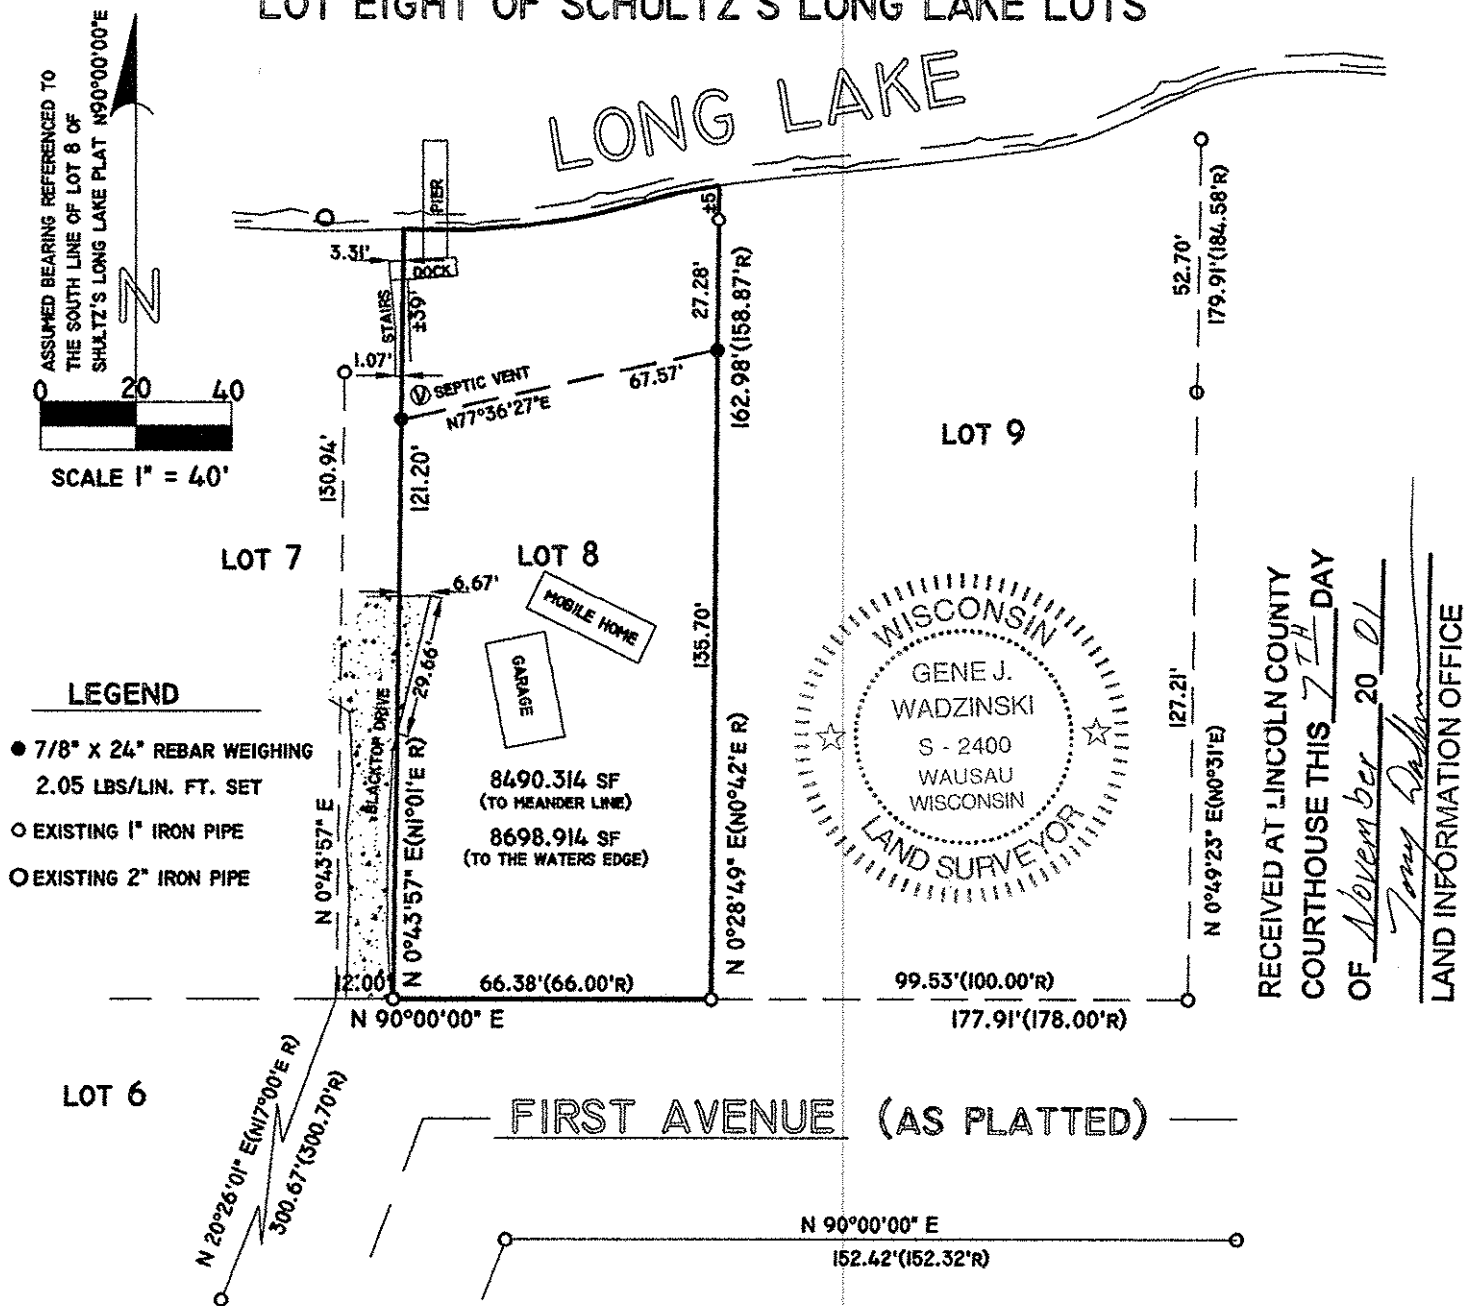 LOT EIGHT OF SCHULTZ'S LONG LAKE LOTS
ASSUMED BEARING REFERENCED TO
THE SOUTH LINE OF LOT 8 OF
SHULTZ'S LONG LAKE PLAT N90°00'00"E
N
0 20 40
SCALE 1" = 40'
LONG LAKE
PIER
3.31'
DOCK
STAIRS
±39'
1.07'
Ⓥ SEPTIC VENT
N77°36'27"E
67.57'
±5'
27.28'
162.98'(158.87'R)
52.70'
179.91'(184.58'R)
130.94'
121.20'
LOT 7
LOT 8
LOT 9
6.67'
MOBILE HOME
GARAGE
29.66'
BLACKTOP DRIVE
135.70'
127.21'
LEGEND
● 7/8" X 24" REBAR WEIGHING
2.05 LBS/LIN. FT. SET
○ EXISTING 1" IRON PIPE
○ EXISTING 2" IRON PIPE
N 0°43'57" E
N 0°43'57" E(N1°01'E R)
8490.314 SF
(TO MEANDER LINE)
8698.914 SF
(TO THE WATERS EDGE)
N 0°28'49" E(N0°42'E R)
N 0°49'23" E(N0°31'E)
WISCONSIN
GENE J.
WADZINSKI
S - 2400
WAUSAU
WISCONSIN
LAND SURVEYOR
RECEIVED AT LINCOLN COUNTY
COURTHOUSE THIS 7TH DAY
OF November 20 01
LAND INFORMATION OFFICE
12.00'
66.38'(66.00'R)
99.53'(100.00'R)
N 90°00'00" E
177.91'(178.00'R)
LOT 6
N 20°26'01" E(N17°00'E R)
300.67'(300.70'R)
FIRST AVENUE (AS PLATTED)
N 90°00'00" E
152.42'(152.32'R)